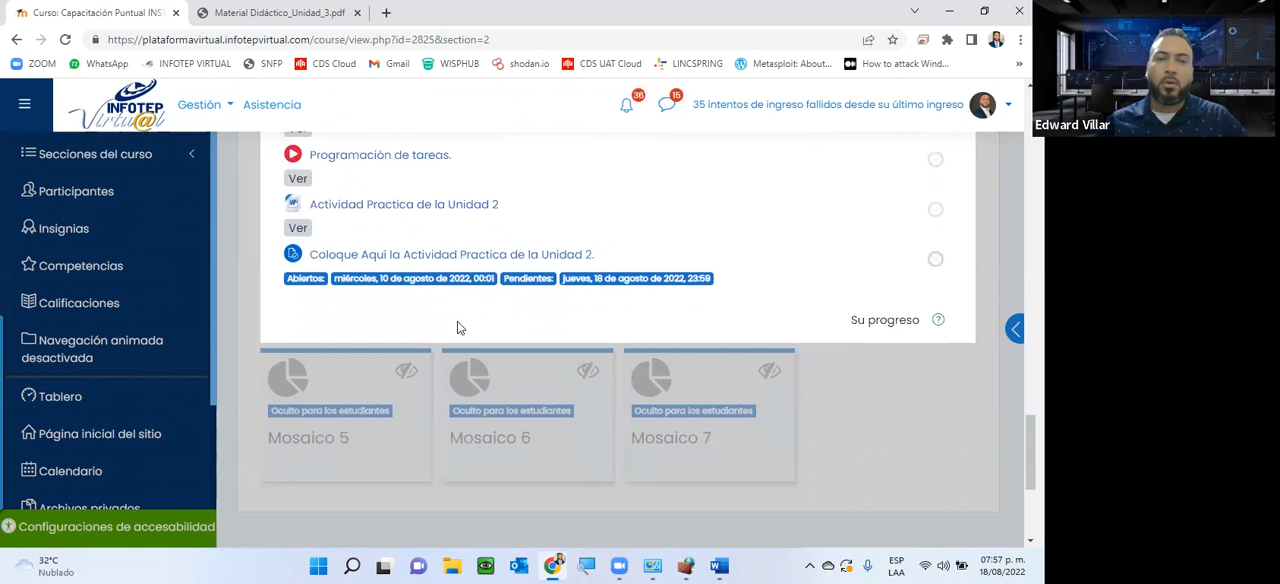 Curso: Capacitación Puntual INS
Material Didáctico_Unidad_3.pdf
https://plataformavirtual.infotepvirtual.com/course/view.php?id=2825&section=2
ZOOM WhatsApp INFOTEP VIRTUAL SNFP CDS Cloud Gmail WISPHUB shodan.io CDS UAT Cloud LINCSPRING Metasploit: About... How to attack Wind... »
Edward Villar
INFOTEP
Virtu@l
Gestión Asistencia 36 15 35 intentos de ingreso fallidos desde su último ingreso
Secciones del curso
Participantes
Insignias
Competencias
Calificaciones
Navegación animada
desactivada
Tablero
Página inicial del sitio
Calendario
Archivos privados
Configuraciones de accesabilidad
Ver
Programación de tareas.
Ver
Actividad Practica de la Unidad 2
Ver
Coloque Aquí la Actividad Practica de la Unidad 2.
Abiertos: miércoles, 10 de agosto de 2022, 00:01 Pendientes: jueves, 18 de agosto de 2022, 23:59
Su progreso
Oculto para los estudiantes Oculto para los estudiantes Oculto para los estudiantes
Mosaico 5 Mosaico 6 Mosaico 7
32°C
Nublado
ESP
LAA
07:57 p. m.
18/08/2022